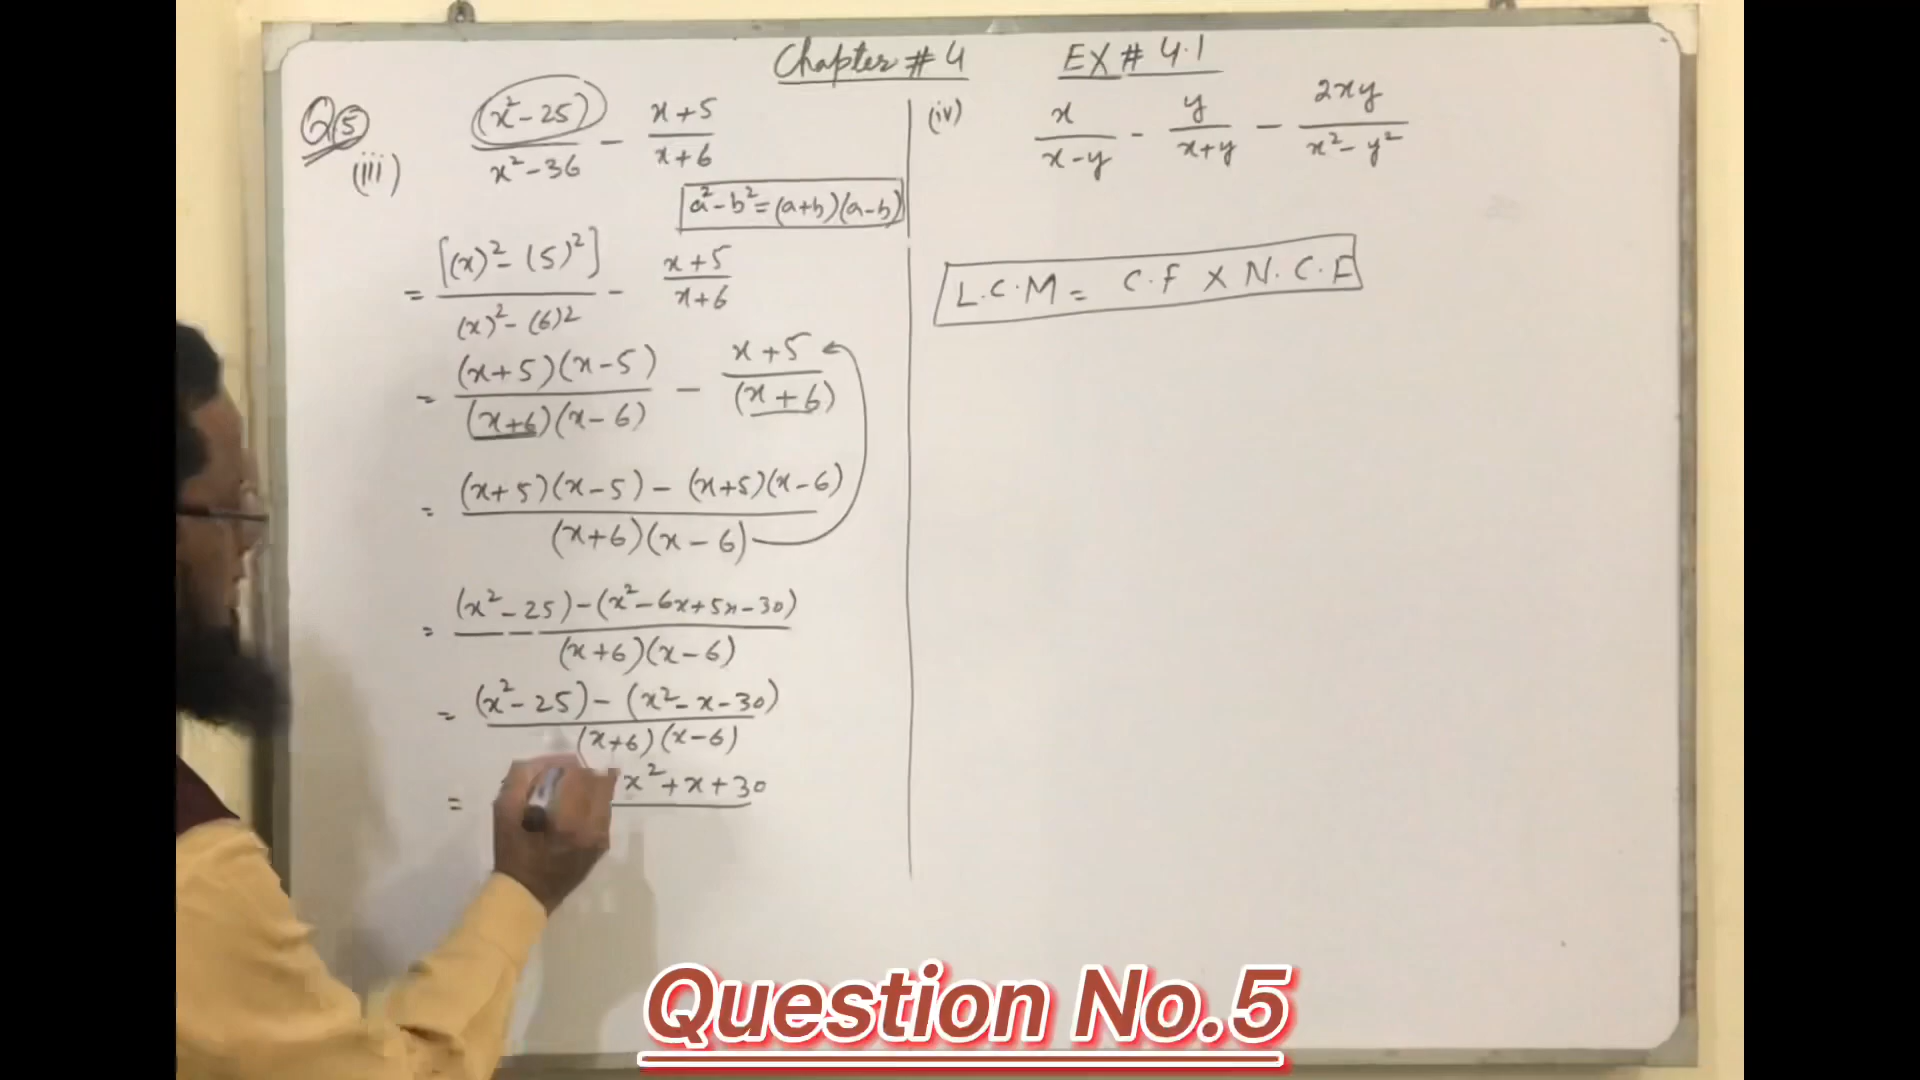 Chapter # 4 EX # 4.1
Q5
(iii) (x² - 25) / x² - 36 - x + 5 / x + 6
a² - b² = (a+b)(a-b)
= [(x)² - (5)²] / (x)² - (6)² - x + 5 / x + 6
= (x+5)(x-5) / (x+6)(x-6) - x + 5 / (x + 6)
= (x+5)(x-5) - (x+5)(x-6) / (x+6)(x-6)
= (x² - 25) - (x² - 6x + 5x - 30) / (x+6)(x-6)
= (x² - 25) - (x² - x - 30) / (x+6)(x-6)
= x² + x + 30
(iv) x / x - y - y / x + y - 2xy / x² - y²
L.C.M = C.F X N.C.F
Question No.5